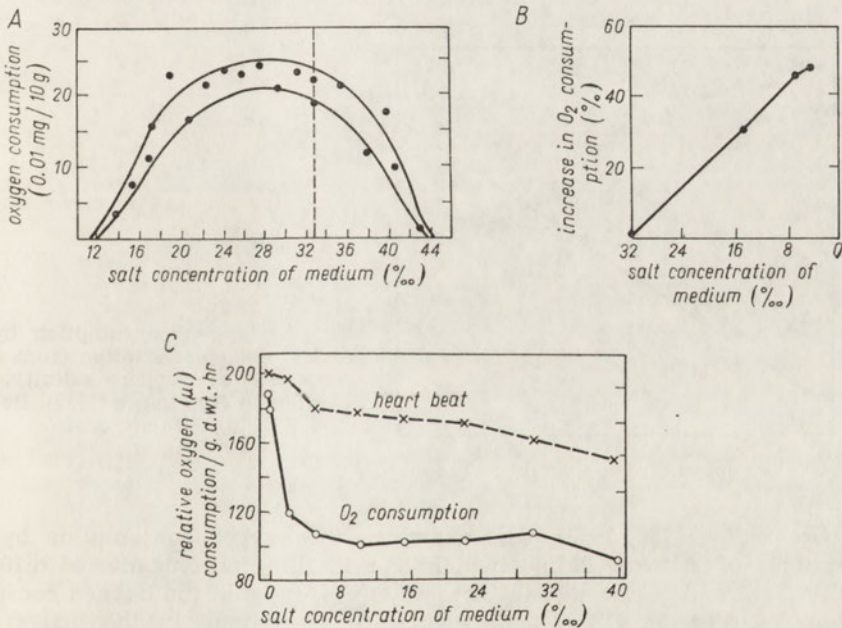 A
oxygen consumption
(0.01 mg / 10 g)
30
20
10
12 16 20 24 28 32 36 40 44
salt concentration of medium (‰)
B
increase in O2 consum-
ption (‰)
60
40
20
0
32 24 16 8 0
salt concentration of
medium (‰)
C
relative oxygen (µl)
consumption / g. d.wt. · hr
200
160
120
80
heart beat
O2 consumption
0 8 16 24 32 40
salt concentration of medium (‰)